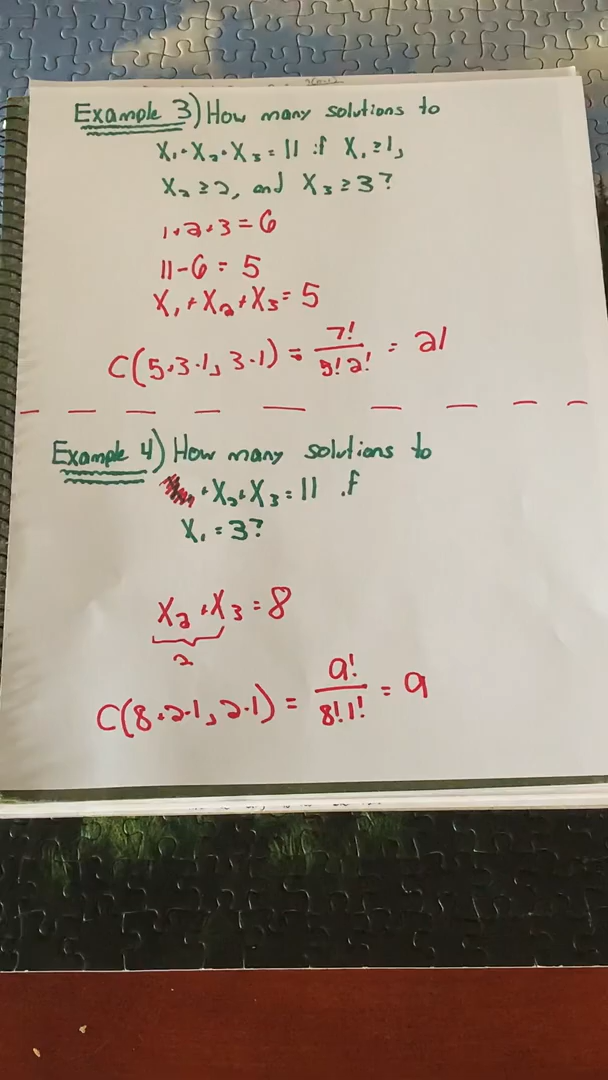 Example 3) How many solutions to
X₁+X₂+X₃=11 if X₁≥1,
X₂≥2, and X₃≥3?
1+2+3=6
11-6=5
X₁+X₂+X₃=5
C(5+3-1, 3-1) = 7!/5!2! = 21
Example 4) How many solutions to
+X₂+X₃=11 if
X₁=3?
X₂+X₃=8
2
C(8+2-1, 2-1) = 9!/8!1! = 9